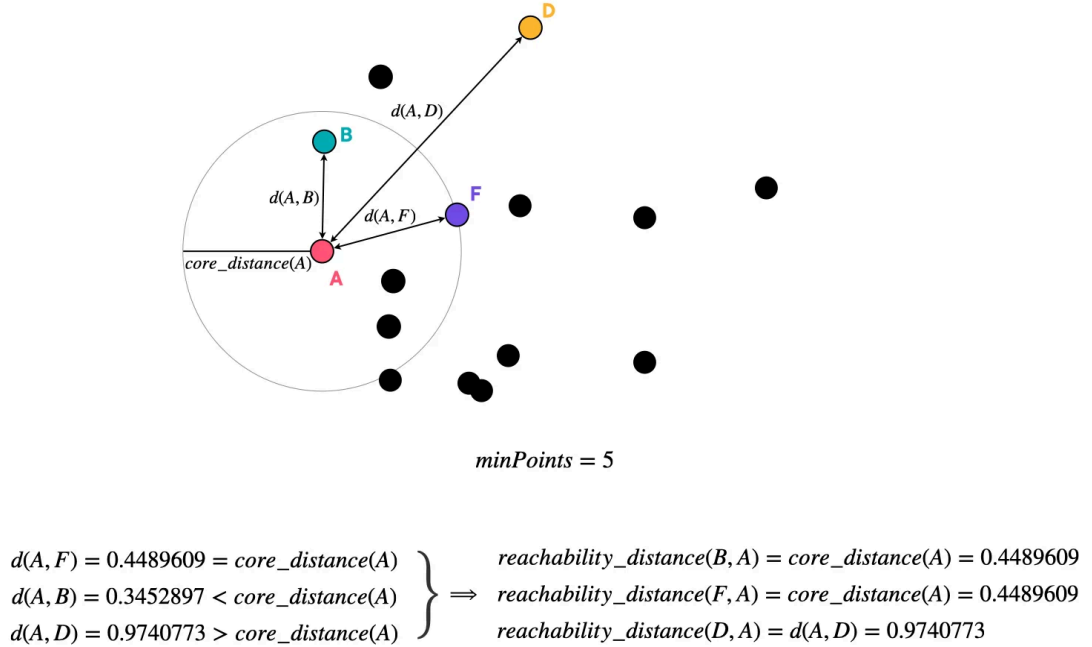 D
d(A, D)
B
d(A, B)
F
d(A, F)
core_distance(A)
A
minPoints = 5
d(A, F) = 0.4489609 = core_distance(A)
d(A, B) = 0.3452897 < core_distance(A)
d(A, D) = 0.9740773 > core_distance(A)
⟹
reachability_distance(B, A) = core_distance(A) = 0.4489609
reachability_distance(F, A) = core_distance(A) = 0.4489609
reachability_distance(D, A) = d(A, D) = 0.9740773